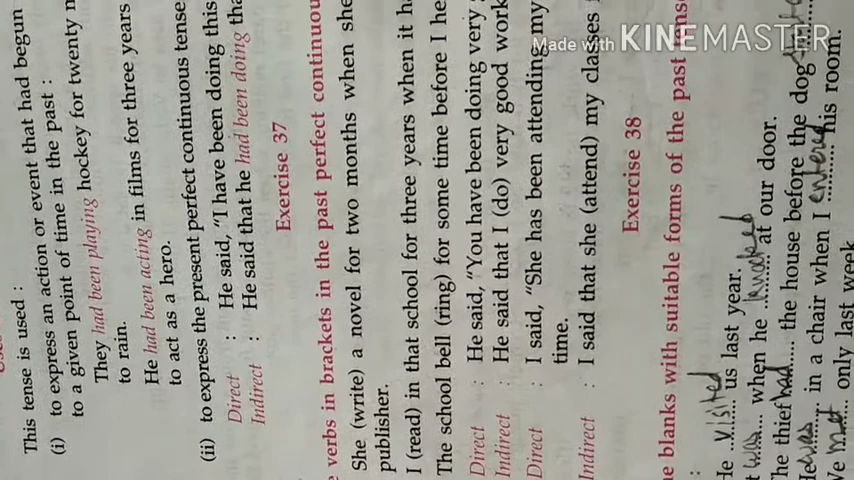 This tense is used :
(i) to express an action or event that had begun
to a given point of time in the past :
They had been playing hockey for twenty
to rain.
He had been acting in films for three years
to act as a hero.
(ii) to express the present perfect continuous tense
Direct : He said, "I have been doing this
Indirect : He said that he had been doing
Exercise 37
verbs in brackets in the past perfect
She (write) a novel for two months when she
publisher.
I (read) in that school for three years when it
The school bell (ring) for some time before I
Direct : He said, "You have been doing very
Indirect : He said that I (do) very good work
Direct : I said, "She has been attending my
time.
Indirect : I said that she (attend) my classes
Exercise 38
blanks with suitable forms of the past
He visited us last year.
was when he knocked at our door.
The thief had the house before the dog
He was in a chair when I entered his room.
We met only last week.
Made with KINEMASTER